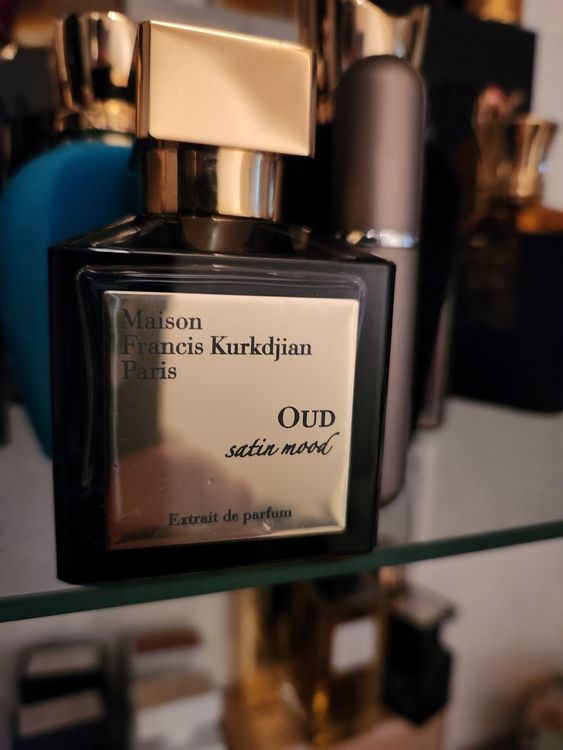 Maison
Francis Kurkdjian
Paris
OUD
satin mood
Extrait de parfum